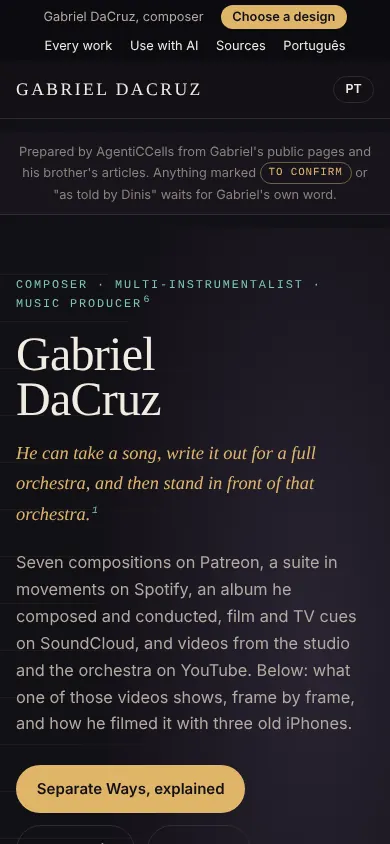 Gabriel DaCruz, composer Choose a design
Every work Use with AI Sources Português
GABRIEL DACRUZ PT
Prepared by AgentiCCells from Gabriel's public pages and
his brother's articles. Anything marked TO CONFIRM or
"as told by Dinis" waits for Gabriel's own word.
COMPOSER · MULTI-INSTRUMENTALIST ·
MUSIC PRODUCER6
Gabriel
DaCruz
He can take a song, write it out for a full
orchestra, and then stand in front of that
orchestra.1
Seven compositions on Patreon, a suite in
movements on Spotify, an album he
composed and conducted, film and TV cues
on SoundCloud, and videos from the studio
and the orchestra on YouTube. Below: what
one of those videos shows, frame by frame,
and how he filmed it with three old iPhones.
Separate Ways, explained